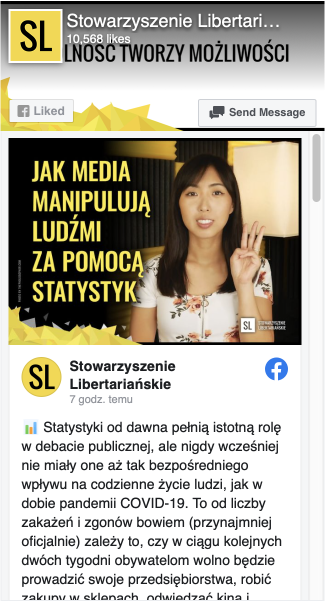 SL
Stowarzyszenie Libertari...
10,568 likes
LNOŚĆ TWORZY MOŻLIWOŚCI
Liked
Send Message
JAK MEDIA
MANIPULUJĄ
LUDŹMI
ZA POMOCĄ
STATYSTYK
SL
STOWARZYSZENIE
LIBERTARIAŃSKIE
SL
Stowarzyszenie
Libertariańskie
7 godz. temu
📊 Statystyki od dawna pełnią istotną rolę
w debacie publicznej, ale nigdy wcześniej
nie miały one aż tak bezpośredniego
wpływu na codzienne życie ludzi, jak w
dobie pandemii COVID-19. To od liczby
zakażeń i zgonów bowiem (przynajmniej
oficjalnie) zależy to, czy w ciągu kolejnych
dwóch tygodni obywatelom wolno będzie
prowadzić swoje przedsiębiorstwa, robić
zakupy w sklepach, odwiedzać kina i